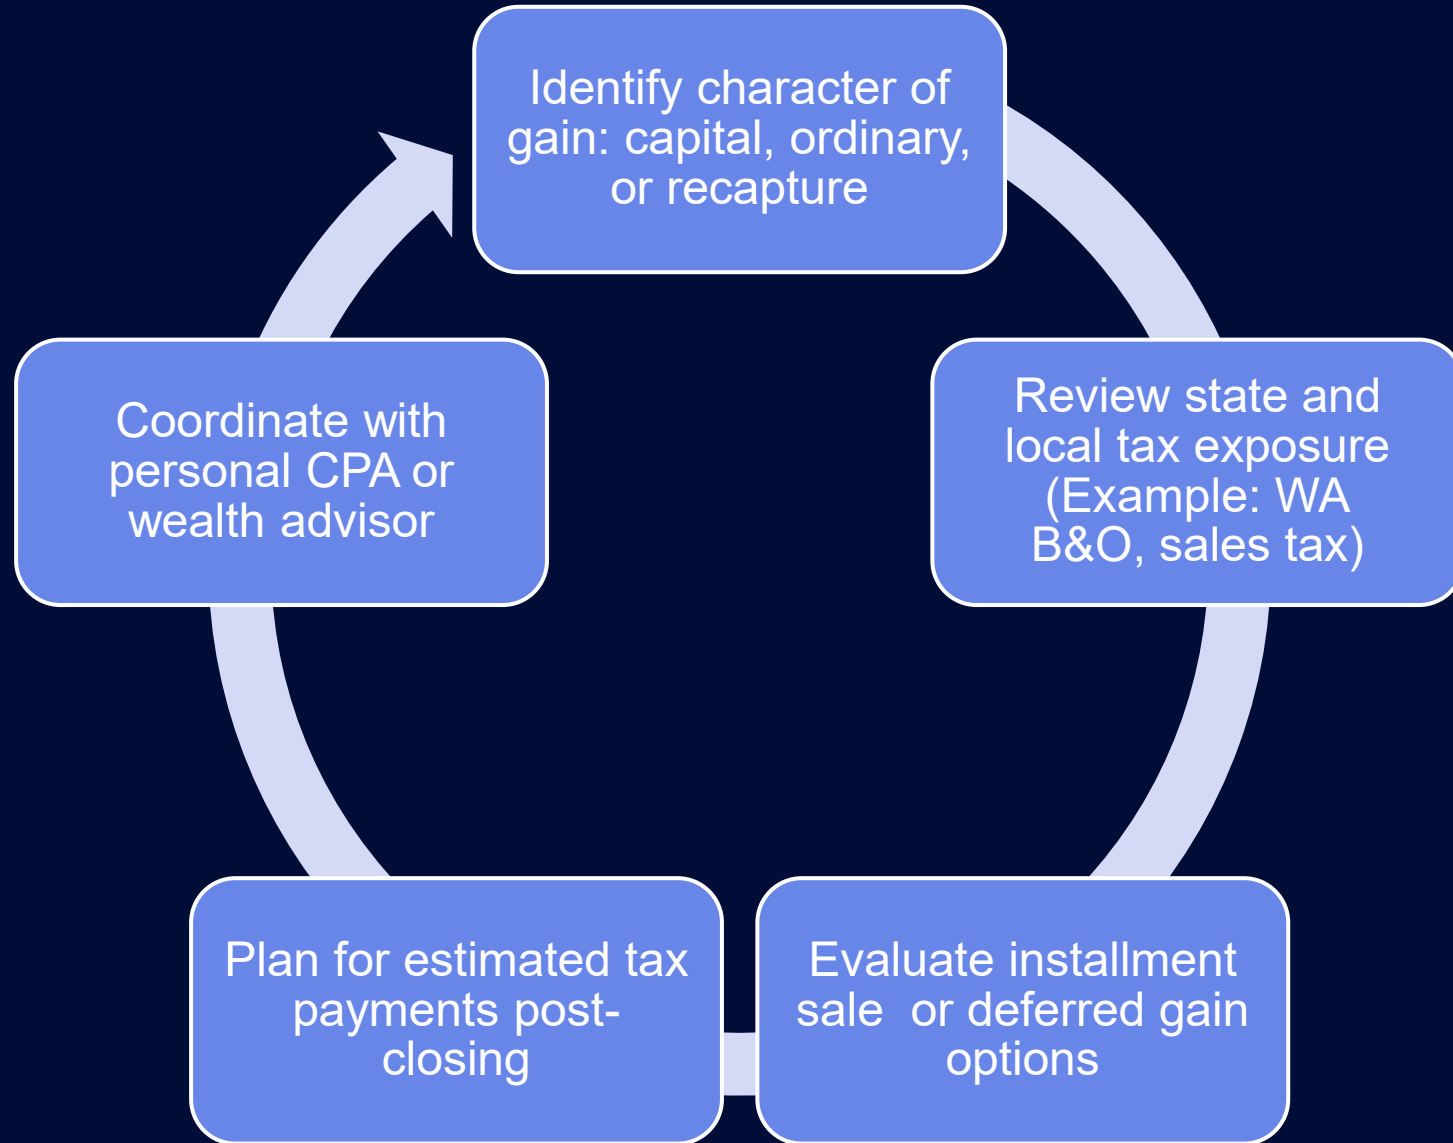 Identify character of
gain: capital, ordinary,
or recapture
Review state and
local tax exposure
(Example: WA
B&O, sales tax)
Evaluate installment
sale  or deferred gain
options
Plan for estimated tax
payments post-
closing
Coordinate with
personal CPA or
wealth advisor